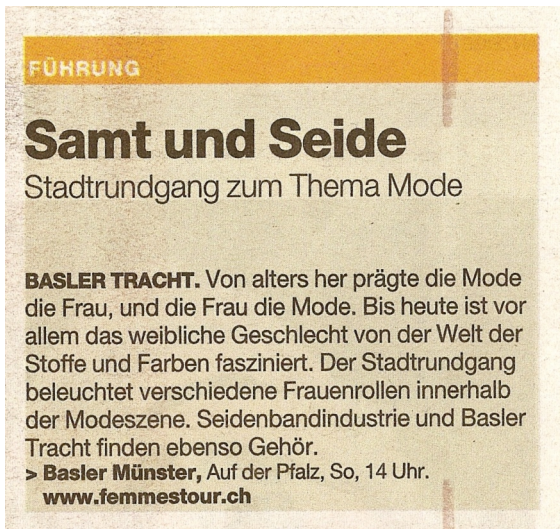 FÜHRUNG
Samt und Seide
Stadtrundgang zum Thema Mode
BASLER TRACHT. Von alters her prägte die Mode
die Frau, und die Frau die Mode. Bis heute ist vor
allem das weibliche Geschlecht von der Welt der
Stoffe und Farben fasziniert. Der Stadtrundgang
beleuchtet verschiedene Frauenrollen innerhalb
der Modeszene. Seidenbandindustrie und Basler
Tracht finden ebenso Gehör.
> Basler Münster, Auf der Pfalz, So, 14 Uhr.
www.femmestour.ch